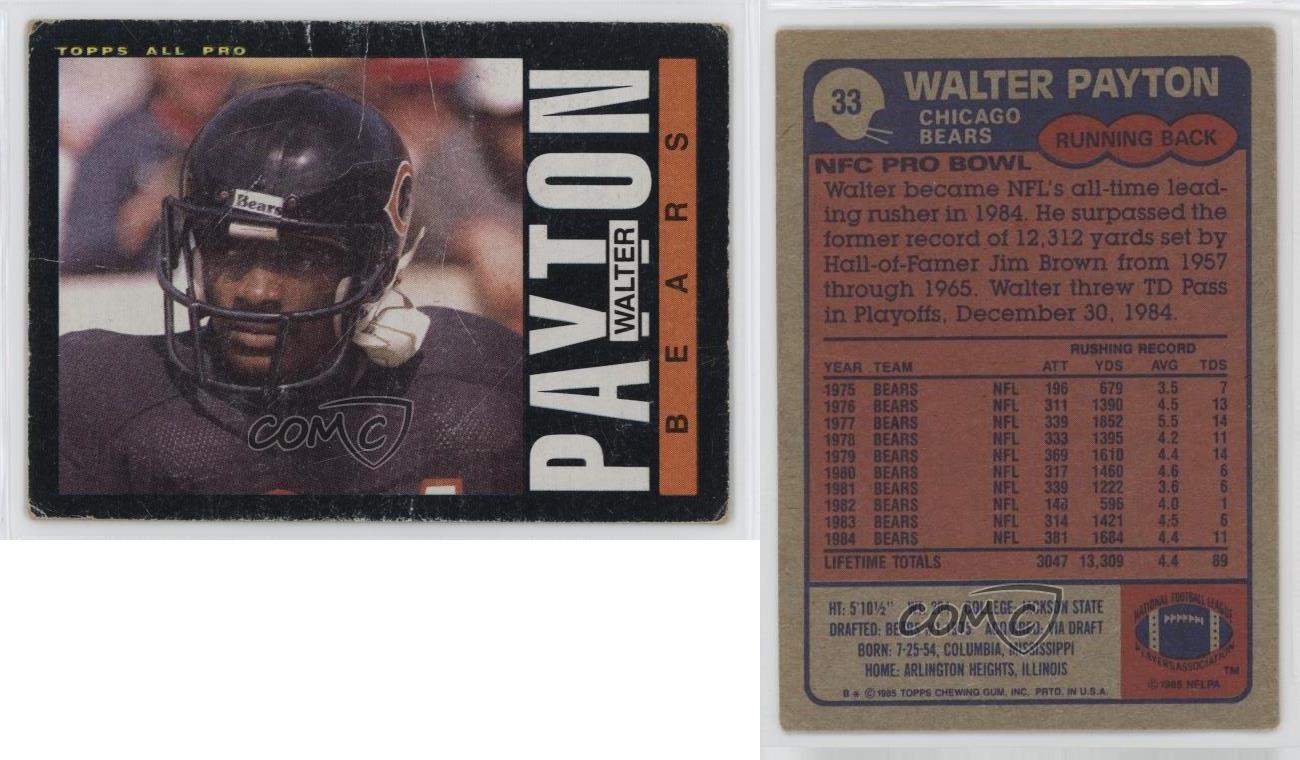 TOPPS ALL PRO
Bears
PAYTON
WALTER
BEARS
COMC
33
WALTER PAYTON
CHICAGO
BEARS
RUNNING BACK
NFC PRO BOWL
Walter became NFL's all-time lead-
ing rusher in 1984. He surpassed the
former record of 12,312 yards set by
Hall-of-Famer Jim Brown from 1957
through 1965. Walter threw TD Pass
in Playoffs, December 30, 1984.
RUSHING RECORD
YEAR TEAM ATT YDS AVG TDS
1975 BEARS NFL 196 679 3.5 7
1976 BEARS NFL 311 1390 4.5 13
1977 BEARS NFL 339 1852 5.5 14
1978 BEARS NFL 333 1395 4.2 11
1979 BEARS NFL 369 1610 4.4 14
1980 BEARS NFL 317 1460 4.6 6
1981 BEARS NFL 339 1222 3.6 6
1982 BEARS NFL 148 596 4.0 1
1983 BEARS NFL 314 1421 4.5 6
1984 BEARS NFL 381 1684 4.4 11
LIFETIME TOTALS 3047 13,309 4.4 89
HT: 5'10½" COLLEGE: JACKSON STATE
DRAFTED: BEARS VIA DRAFT
BORN: 7-25-54, COLUMBIA, MISSISSIPPI
HOME: ARLINGTON HEIGHTS, ILLINOIS
B * © 1985 TOPPS CHEWING GUM, INC. PRTD. IN U.S.A.
COMC
NATIONAL FOOTBALL LEAGUE
PLAYERS ASSOCIATION
TM
© 1985 NFLPA